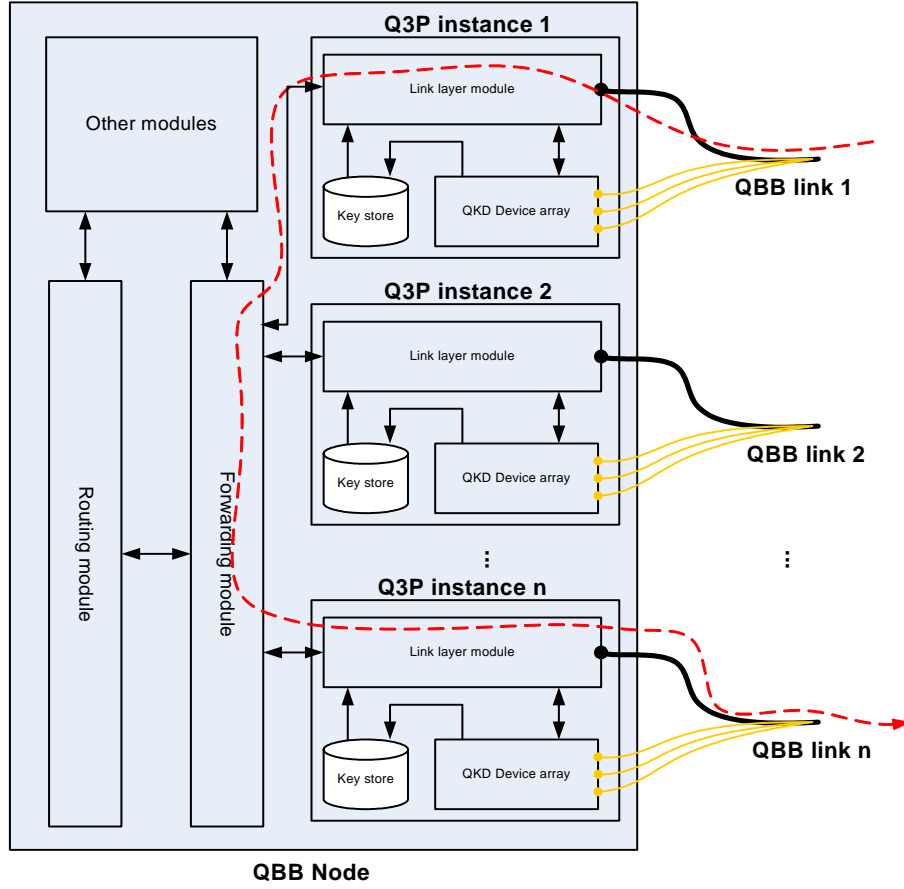 Q3P instance 1
Link layer module
Other modules
Key store
QKD Device array
QBB link 1
Q3P instance 2
Link layer module
Key store
QKD Device array
QBB link 2
Routing module
Forwarding module
...
...
Q3P instance n
Link layer module
Key store
QKD Device array
QBB link n
QBB Node